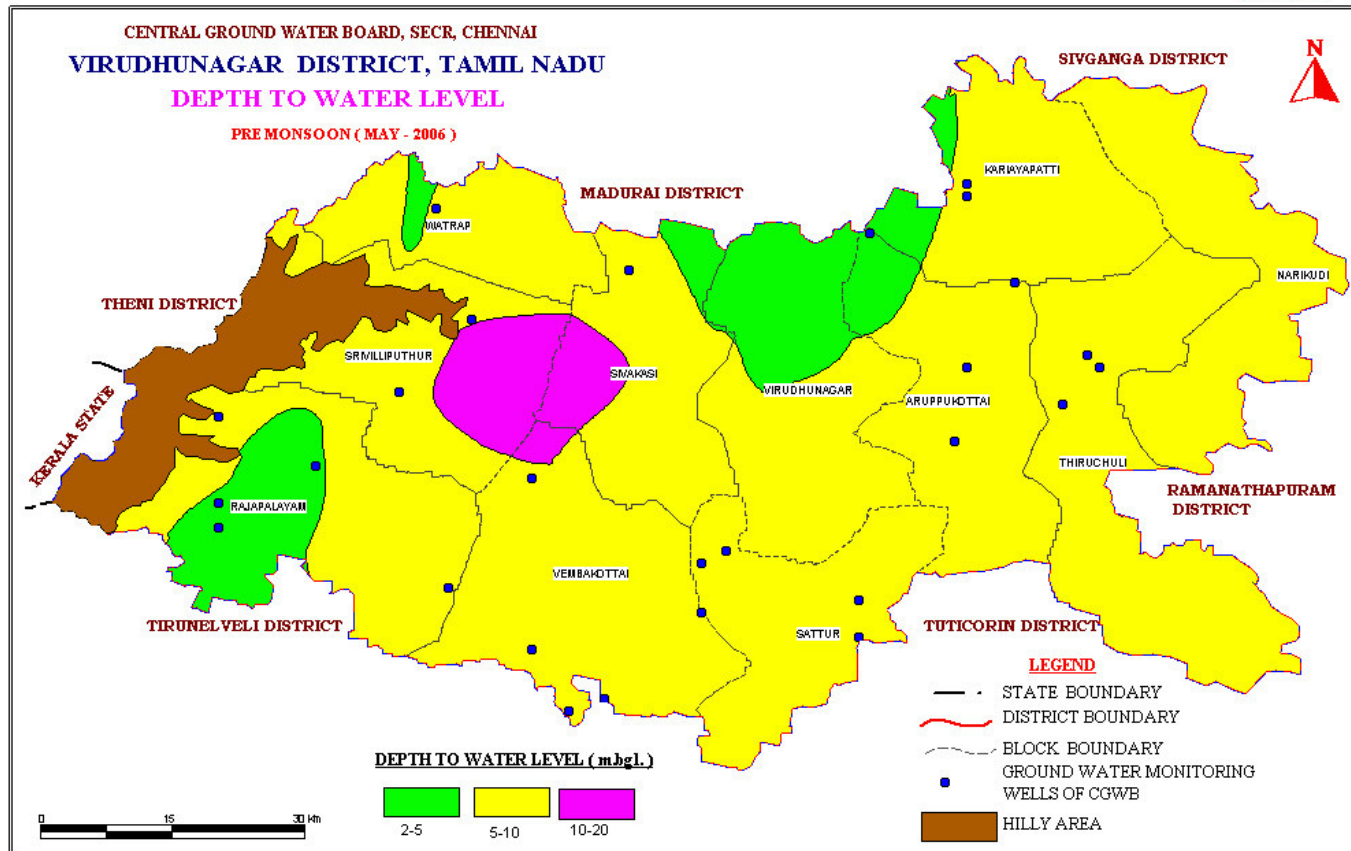 CENTRAL GROUND WATER BOARD, SECR, CHENNAI
VIRUDHUNAGAR DISTRICT, TAMIL NADU
DEPTH TO WATER LEVEL
PRE MONSOON ( MAY - 2006 )
SIVGANGA DISTRICT
N
KARIAYAPATTI
MADURAI DISTRICT
WATRAP
NARIKUDI
THENI DISTRICT
SRIVILLIPUTHUR
SIVAKASI
VIRUDHUNAGAR
ARUPPUKOTTAI
KERALA STATE
THIRUCHULI
RAMANATHAPURAM
DISTRICT
RAJAPALAYAM
VEMBAKOTTAI
TIRUNELVELI DISTRICT
SATTUR
TUTICORIN DISTRICT
LEGEND
STATE BOUNDARY
DISTRICT BOUNDARY
BLOCK BOUNDARY
GROUND WATER MONITORING
WELLS OF CGWB
HILLY AREA
DEPTH TO WATER LEVEL ( m.bgl. )
2-5 5-10 10-20
0 15 30 km